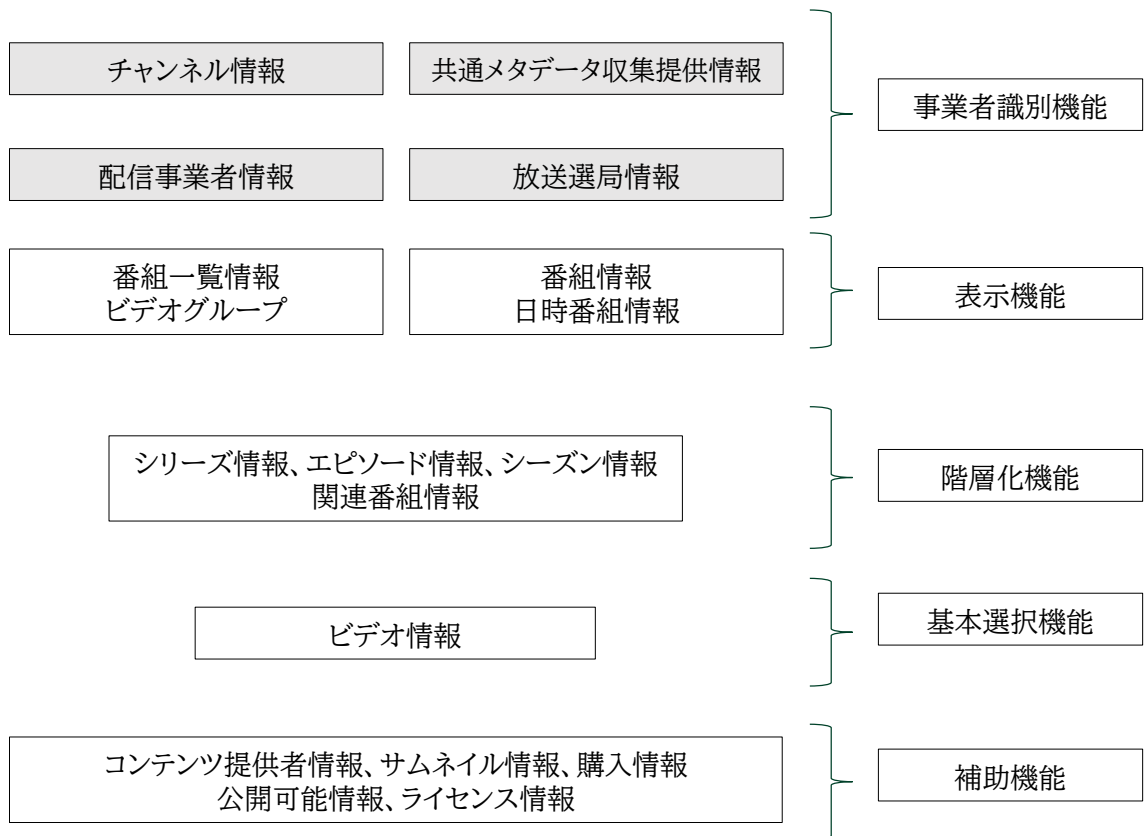 チャンネル情報
共通メタデータ収集提供情報
事業者識別機能
配信事業者情報
放送選局情報
番組一覧情報
ビデオグループ
番組情報
日時番組情報
表示機能
シリーズ情報、エピソード情報、シーズン情報
関連番組情報
階層化機能
ビデオ情報
基本選択機能
コンテンツ提供者情報、サムネイル情報、購入情報
公開可能情報、ライセンス情報
補助機能